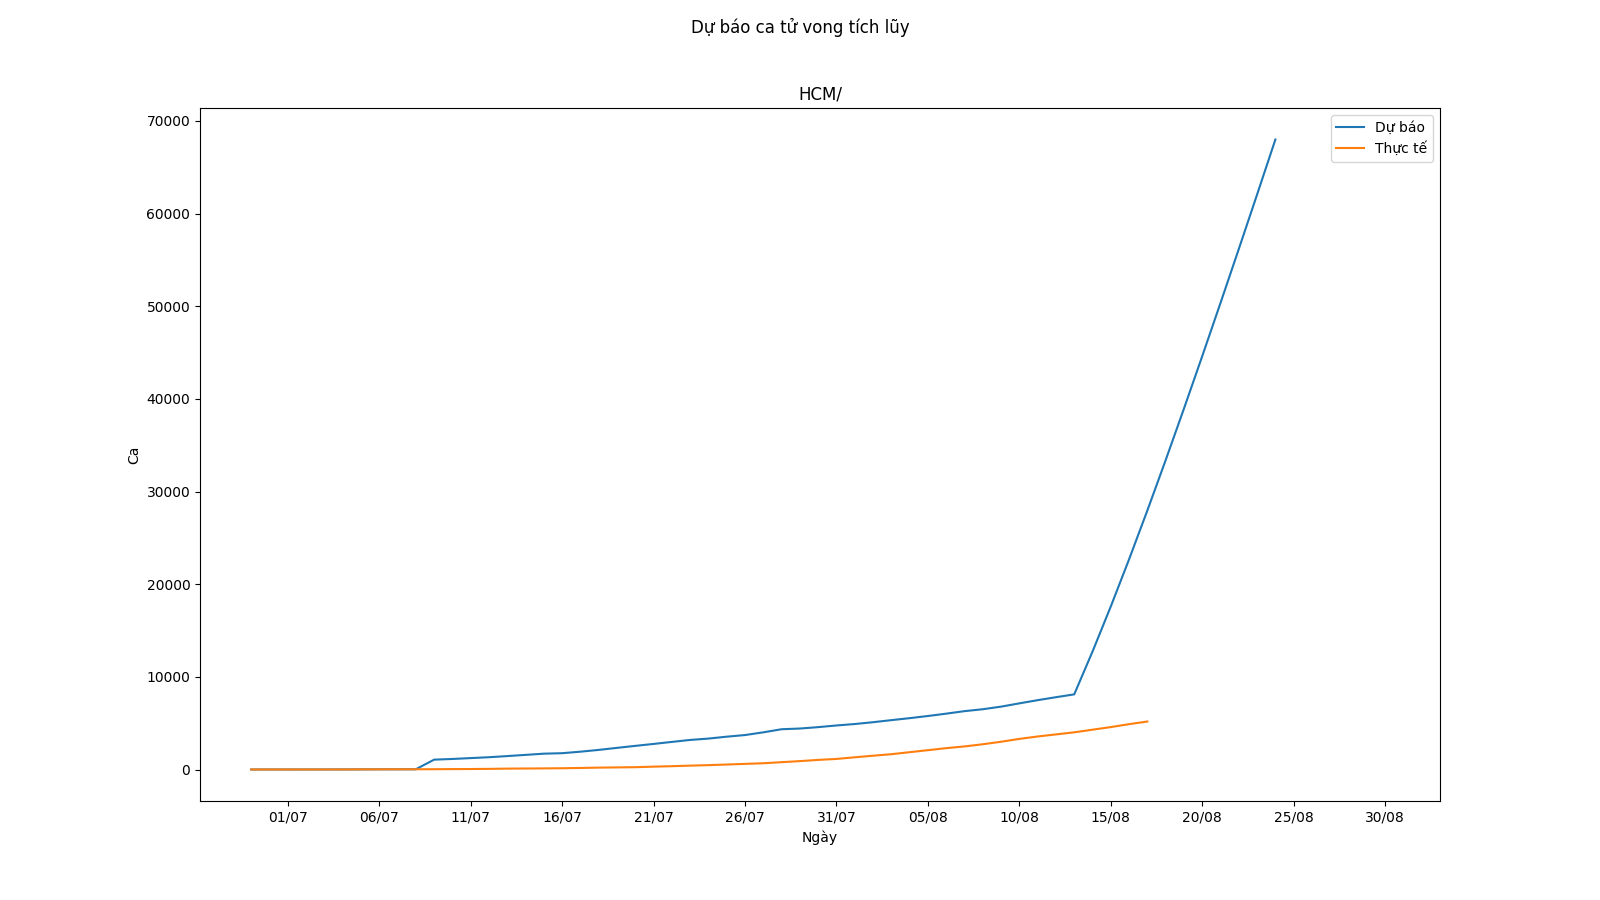 Dự báo ca tử vong tích lũy
HCM/
70000
60000
50000
40000
30000
20000
10000
0
Ca
Dự báo
Thực tế
01/07 06/07 11/07 16/07 21/07 26/07 31/07 05/08 10/08 15/08 20/08 25/08 30/08
Ngày